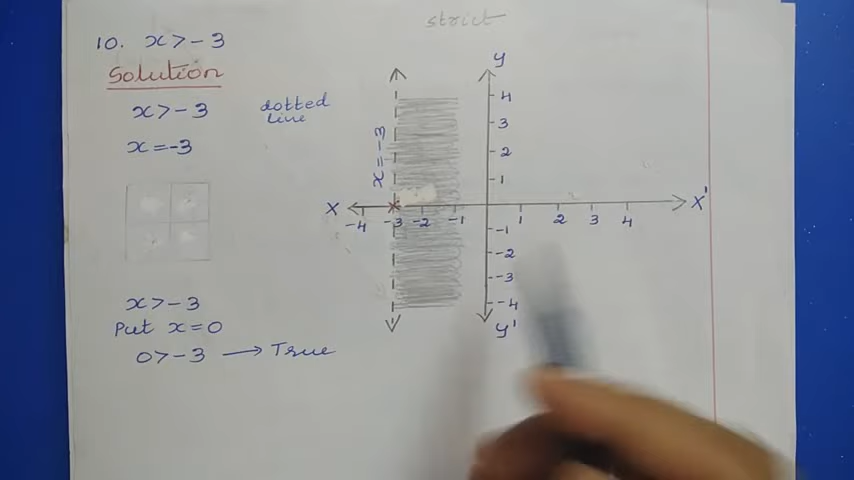 strict
10. x > -3
Solution
x > -3
dotted
line
x = -3
x = -3
y
4
3
2
1
X
-4 -3 -2 -1 1 2 3 4
X'
-1
-2
-3
-4
y'
x > -3
Put x = 0
0 > -3 → True